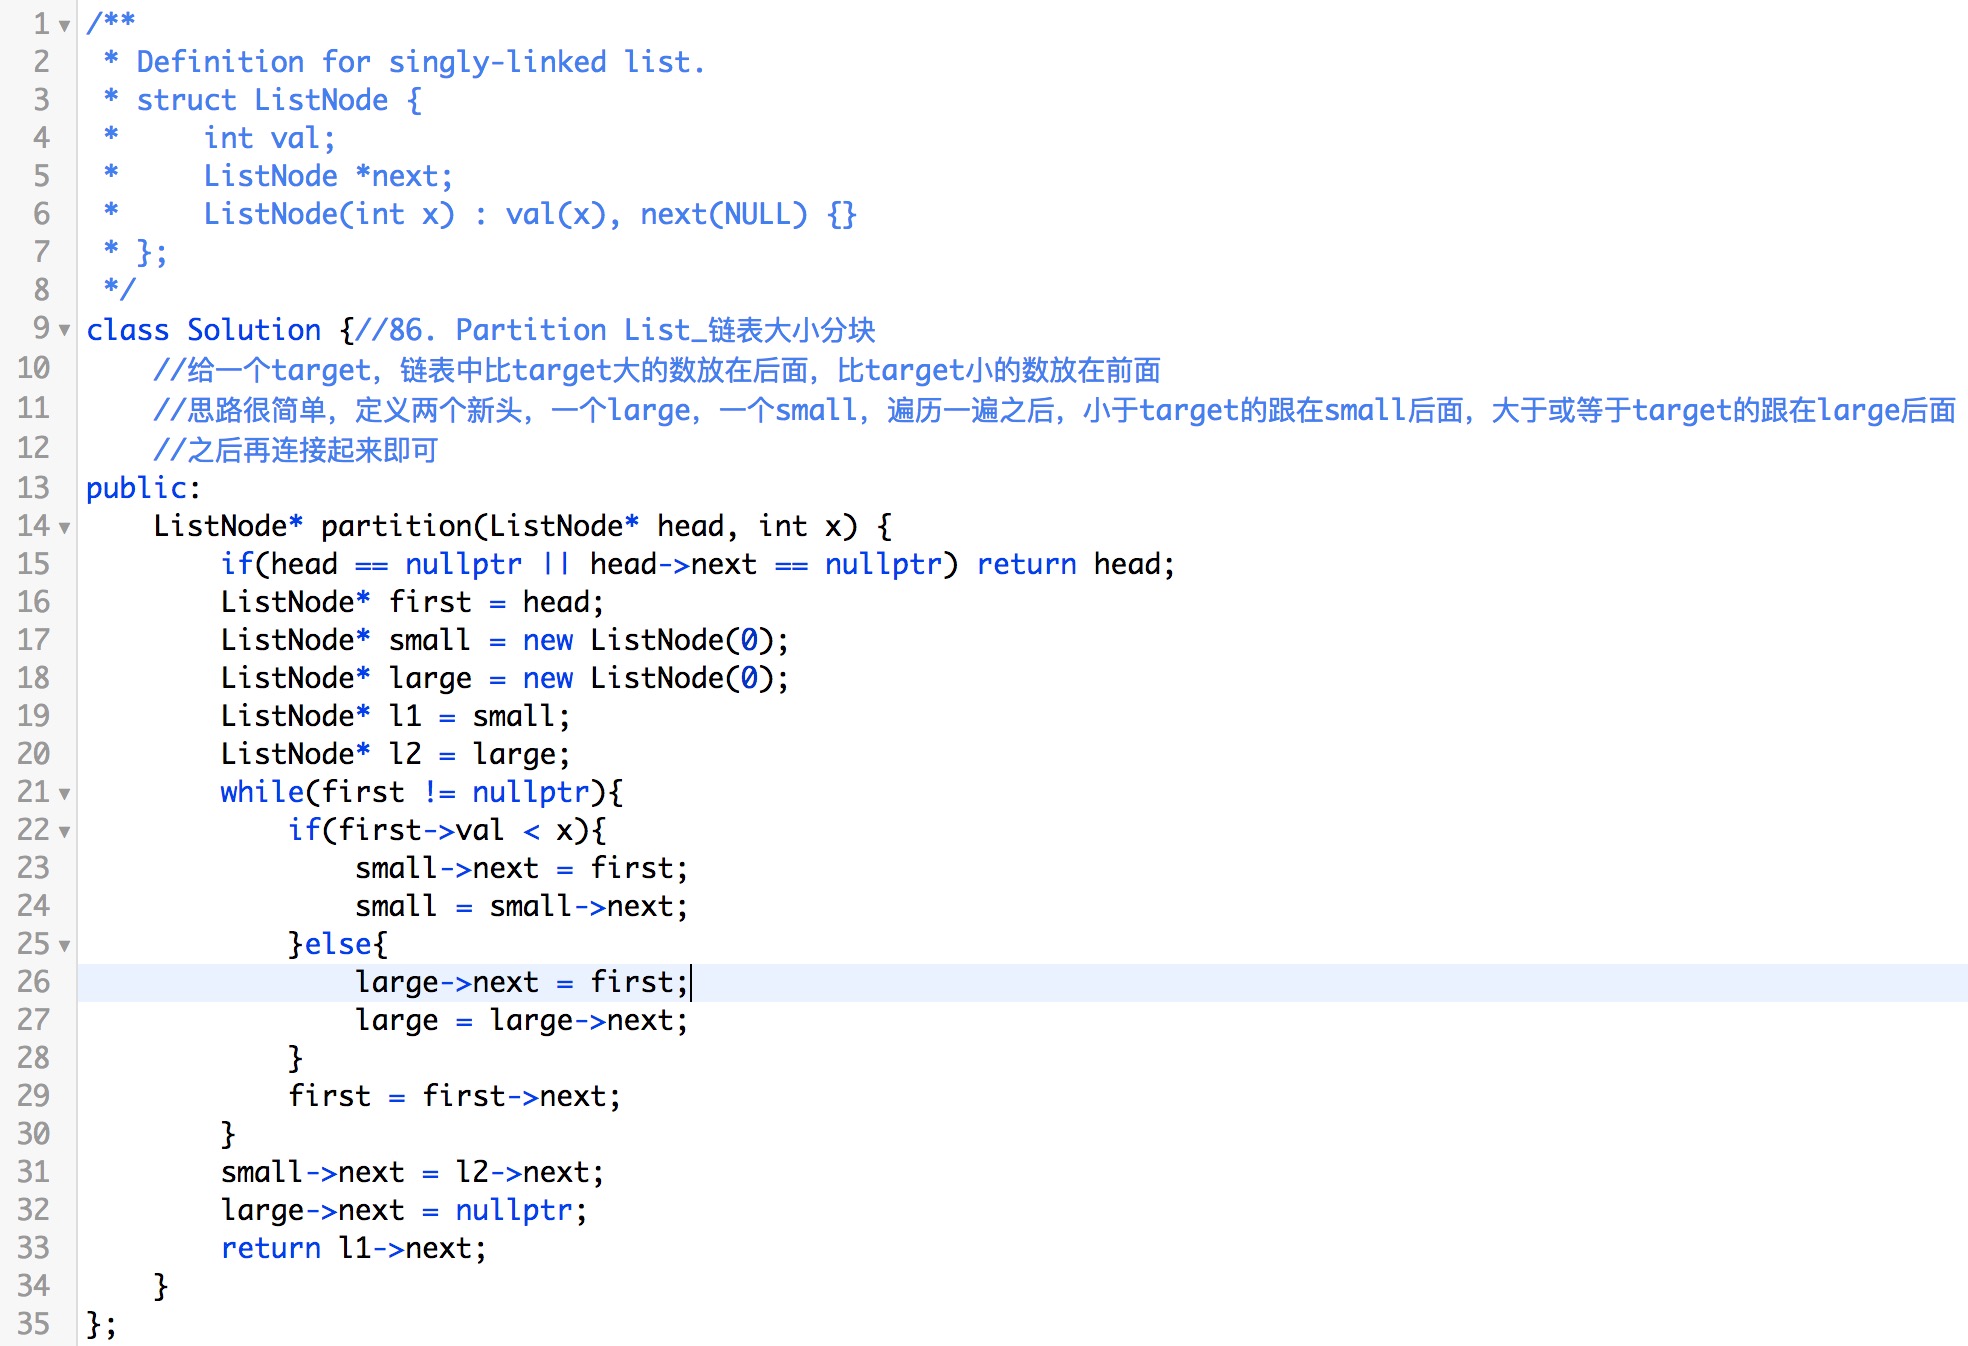 1 /**
2  * Definition for singly-linked list.
3  * struct ListNode {
4  *     int val;
5  *     ListNode *next;
6  *     ListNode(int x) : val(x), next(NULL) {}
7  * };
8  */
9 class Solution {//86. Partition List_链表大小分块
10     //给一个target，链表中比target大的数放在后面，比target小的数放在前面
11     //思路很简单，定义两个新头，一个large，一个small，遍历一遍之后，小于target的跟在small后面，大于或等于target的跟在large后面
12     //之后再连接起来即可
13 public:
14     ListNode* partition(ListNode* head, int x) {
15         if(head == nullptr || head->next == nullptr) return head;
16         ListNode* first = head;
17         ListNode* small = new ListNode(0);
18         ListNode* large = new ListNode(0);
19         ListNode* l1 = small;
20         ListNode* l2 = large;
21         while(first != nullptr){
22             if(first->val < x){
23                 small->next = first;
24                 small = small->next;
25             }else{
26                 large->next = first;
27                 large = large->next;
28             }
29             first = first->next;
30         }
31         small->next = l2->next;
32         large->next = nullptr;
33         return l1->next;
34     }
35 };